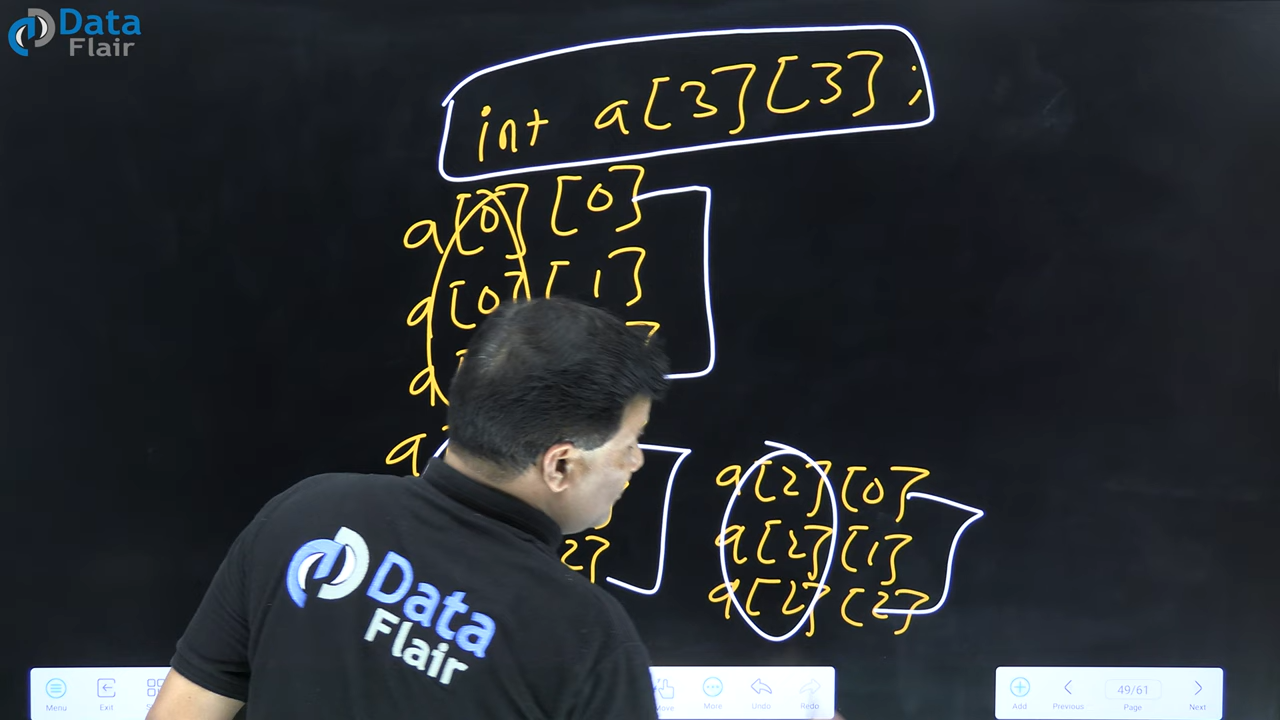 Data
Flair
int a[3][3];
a[0][0]
a[0][1]
a
a
2]
a[2][0]
a[2][1]
a[2][2]
Data
Flair
Menu
Exit
More
Undo
Redo
Add
Previous
49/61
Page
Next